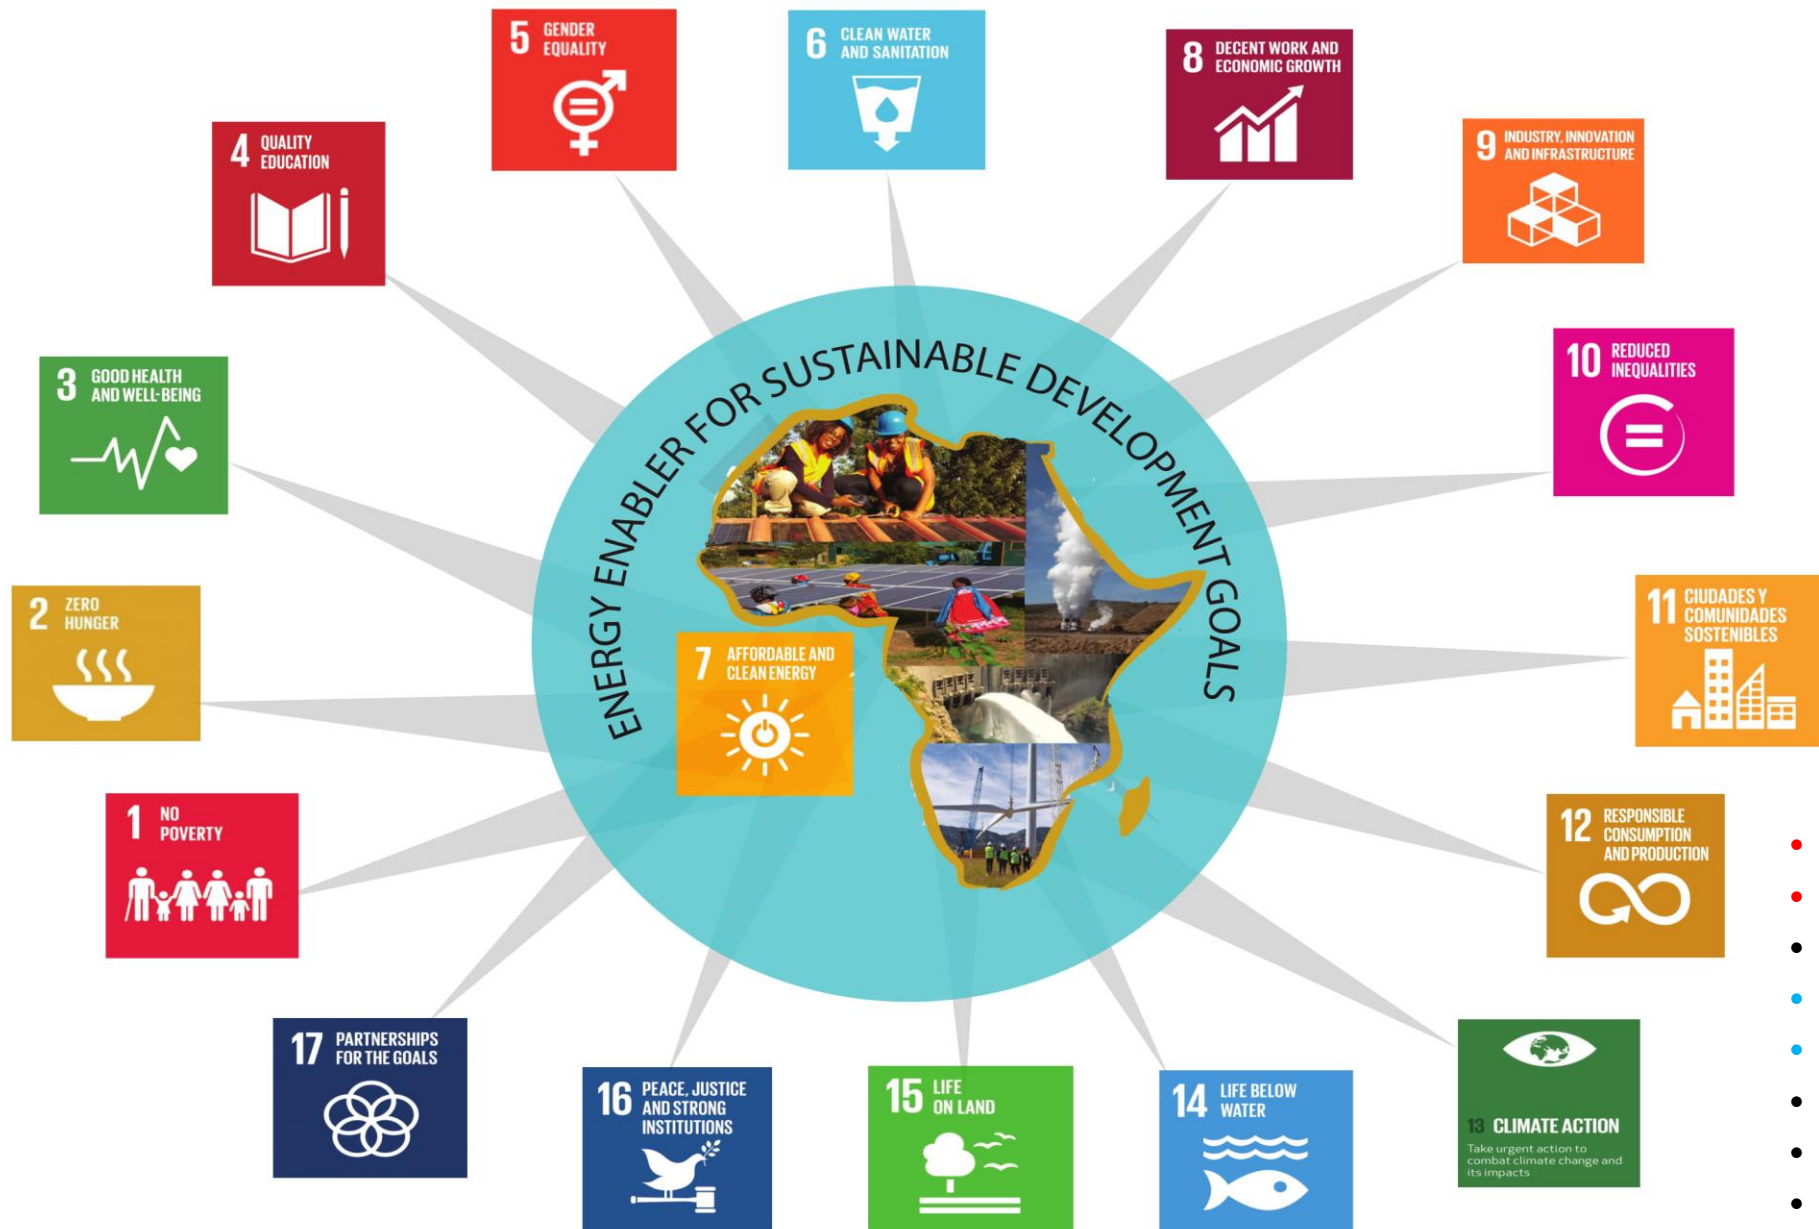 5 GENDER
EQUALITY
6 CLEAN WATER
AND SANITATION
8 DECENT WORK AND
ECONOMIC GROWTH
4 QUALITY
EDUCATION
9 INDUSTRY, INNOVATION
AND INFRASTRUCTURE
3 GOOD HEALTH
AND WELL-BEING
10 REDUCED
INEQUALITIES
ENERGY ENABLER FOR SUSTAINABLE DEVELOPMENT GOALS
2 ZERO
HUNGER
7 AFFORDABLE AND
CLEAN ENERGY
11 CIUDADES Y
COMUNIDADES
SOSTENIBLES
1 NO
POVERTY
12 RESPONSIBLE
CONSUMPTION
AND PRODUCTION
17 PARTNERSHIPS
FOR THE GOALS
16 PEACE, JUSTICE
AND STRONG
INSTITUTIONS
15 LIFE
ON LAND
14 LIFE BELOW
WATER
13 CLIMATE ACTION
Take urgent action to
combat climate change and
its impacts